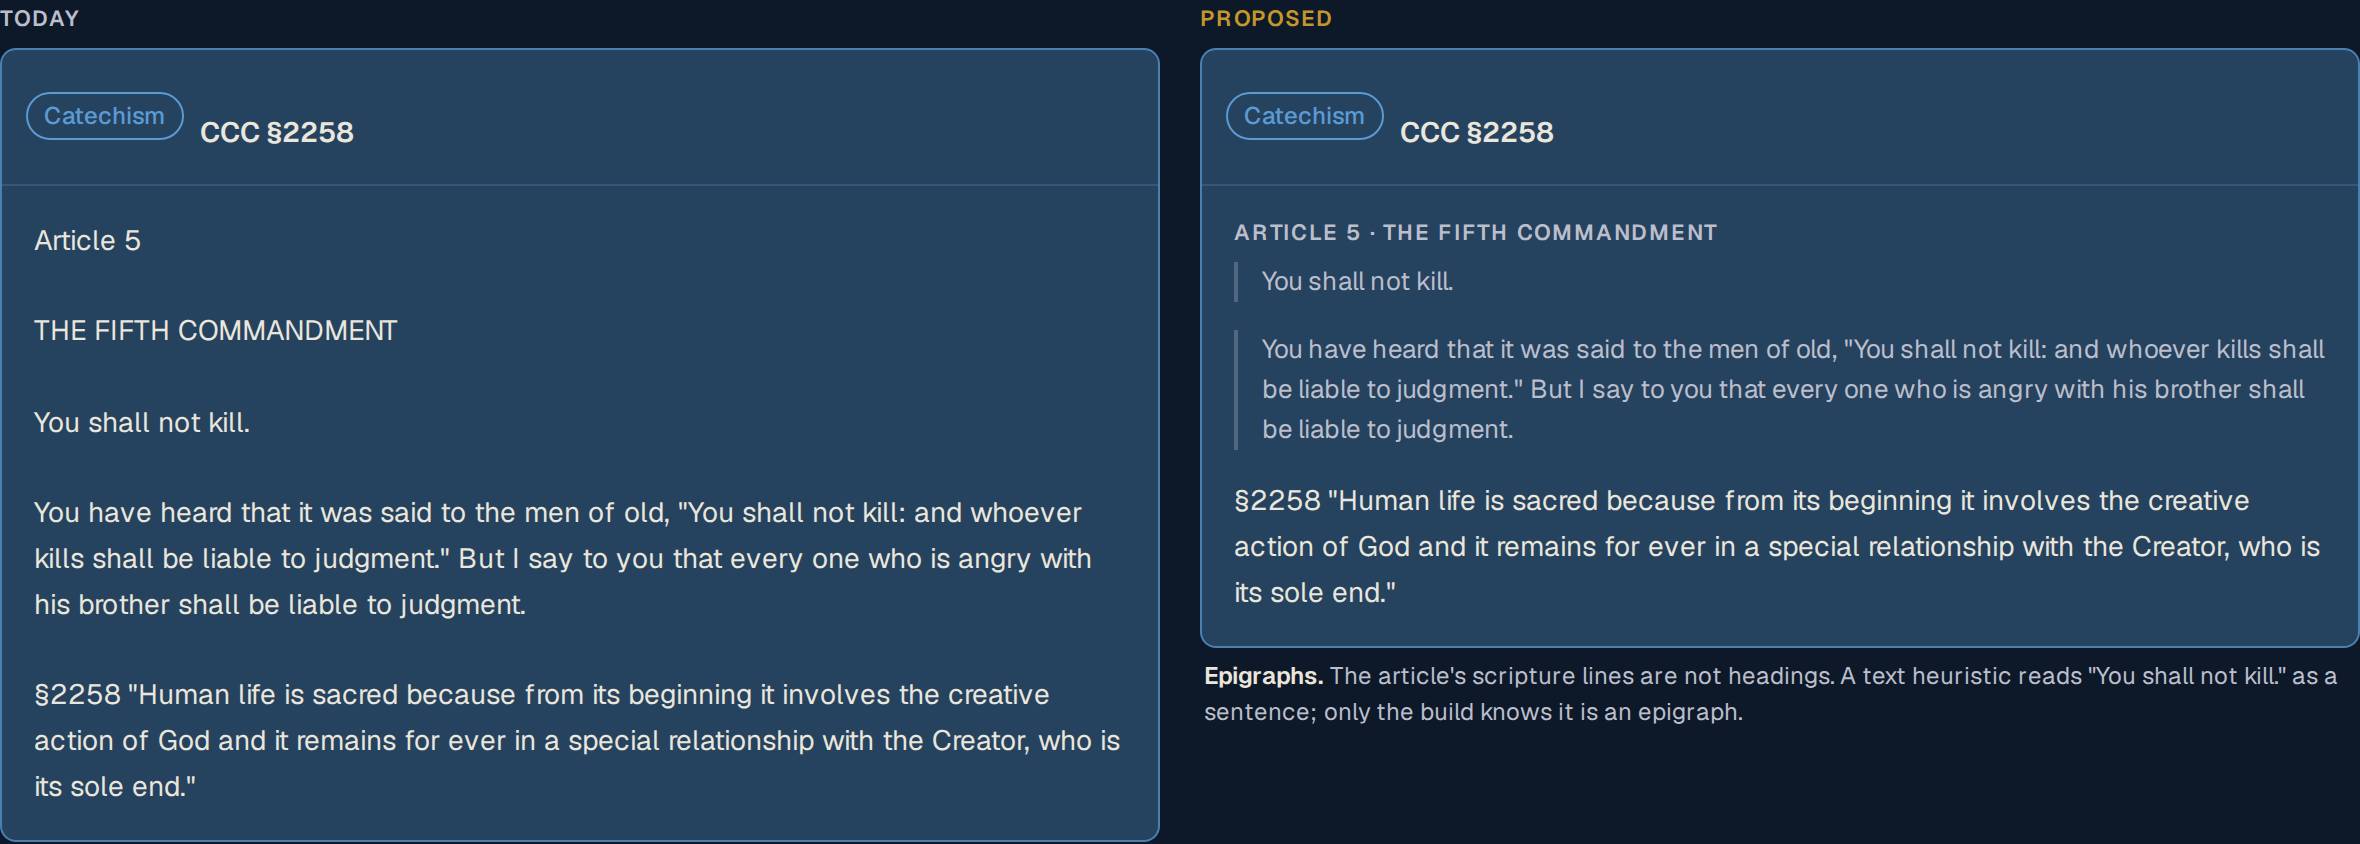 TODAY
Catechism
CCC §2258
Article 5
THE FIFTH COMMANDMENT
You shall not kill.
You have heard that it was said to the men of old, "You shall not kill: and whoever
kills shall be liable to judgment." But I say to you that every one who is angry with
his brother shall be liable to judgment.
§2258 "Human life is sacred because from its beginning it involves the creative
action of God and it remains for ever in a special relationship with the Creator, who is
its sole end."
PROPOSED
Catechism
CCC §2258
ARTICLE 5 · THE FIFTH COMMANDMENT
You shall not kill.
You have heard that it was said to the men of old, "You shall not kill: and whoever kills shall
be liable to judgment." But I say to you that every one who is angry with his brother shall
be liable to judgment.
§2258 "Human life is sacred because from its beginning it involves the creative
action of God and it remains for ever in a special relationship with the Creator, who is
its sole end."
Epigraphs. The article's scripture lines are not headings. A text heuristic reads "You shall not kill." as a
sentence; only the build knows it is an epigraph.